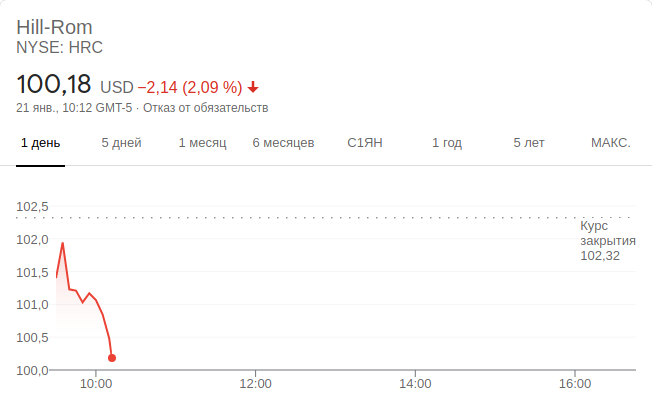 Hill-Rom
NYSE: HRC
100,18 USD −2,14 (2,09 %)
21 янв., 10:12 GMT-5 · Отказ от обязательств
1 день 5 дней 1 месяц 6 месяцев С1ЯН 1 год 5 лет МАКС.
102,5
Курс
закрытия
102,32
102,0
101,5
101,0
100,5
100,0
10:00 12:00 14:00 16:00